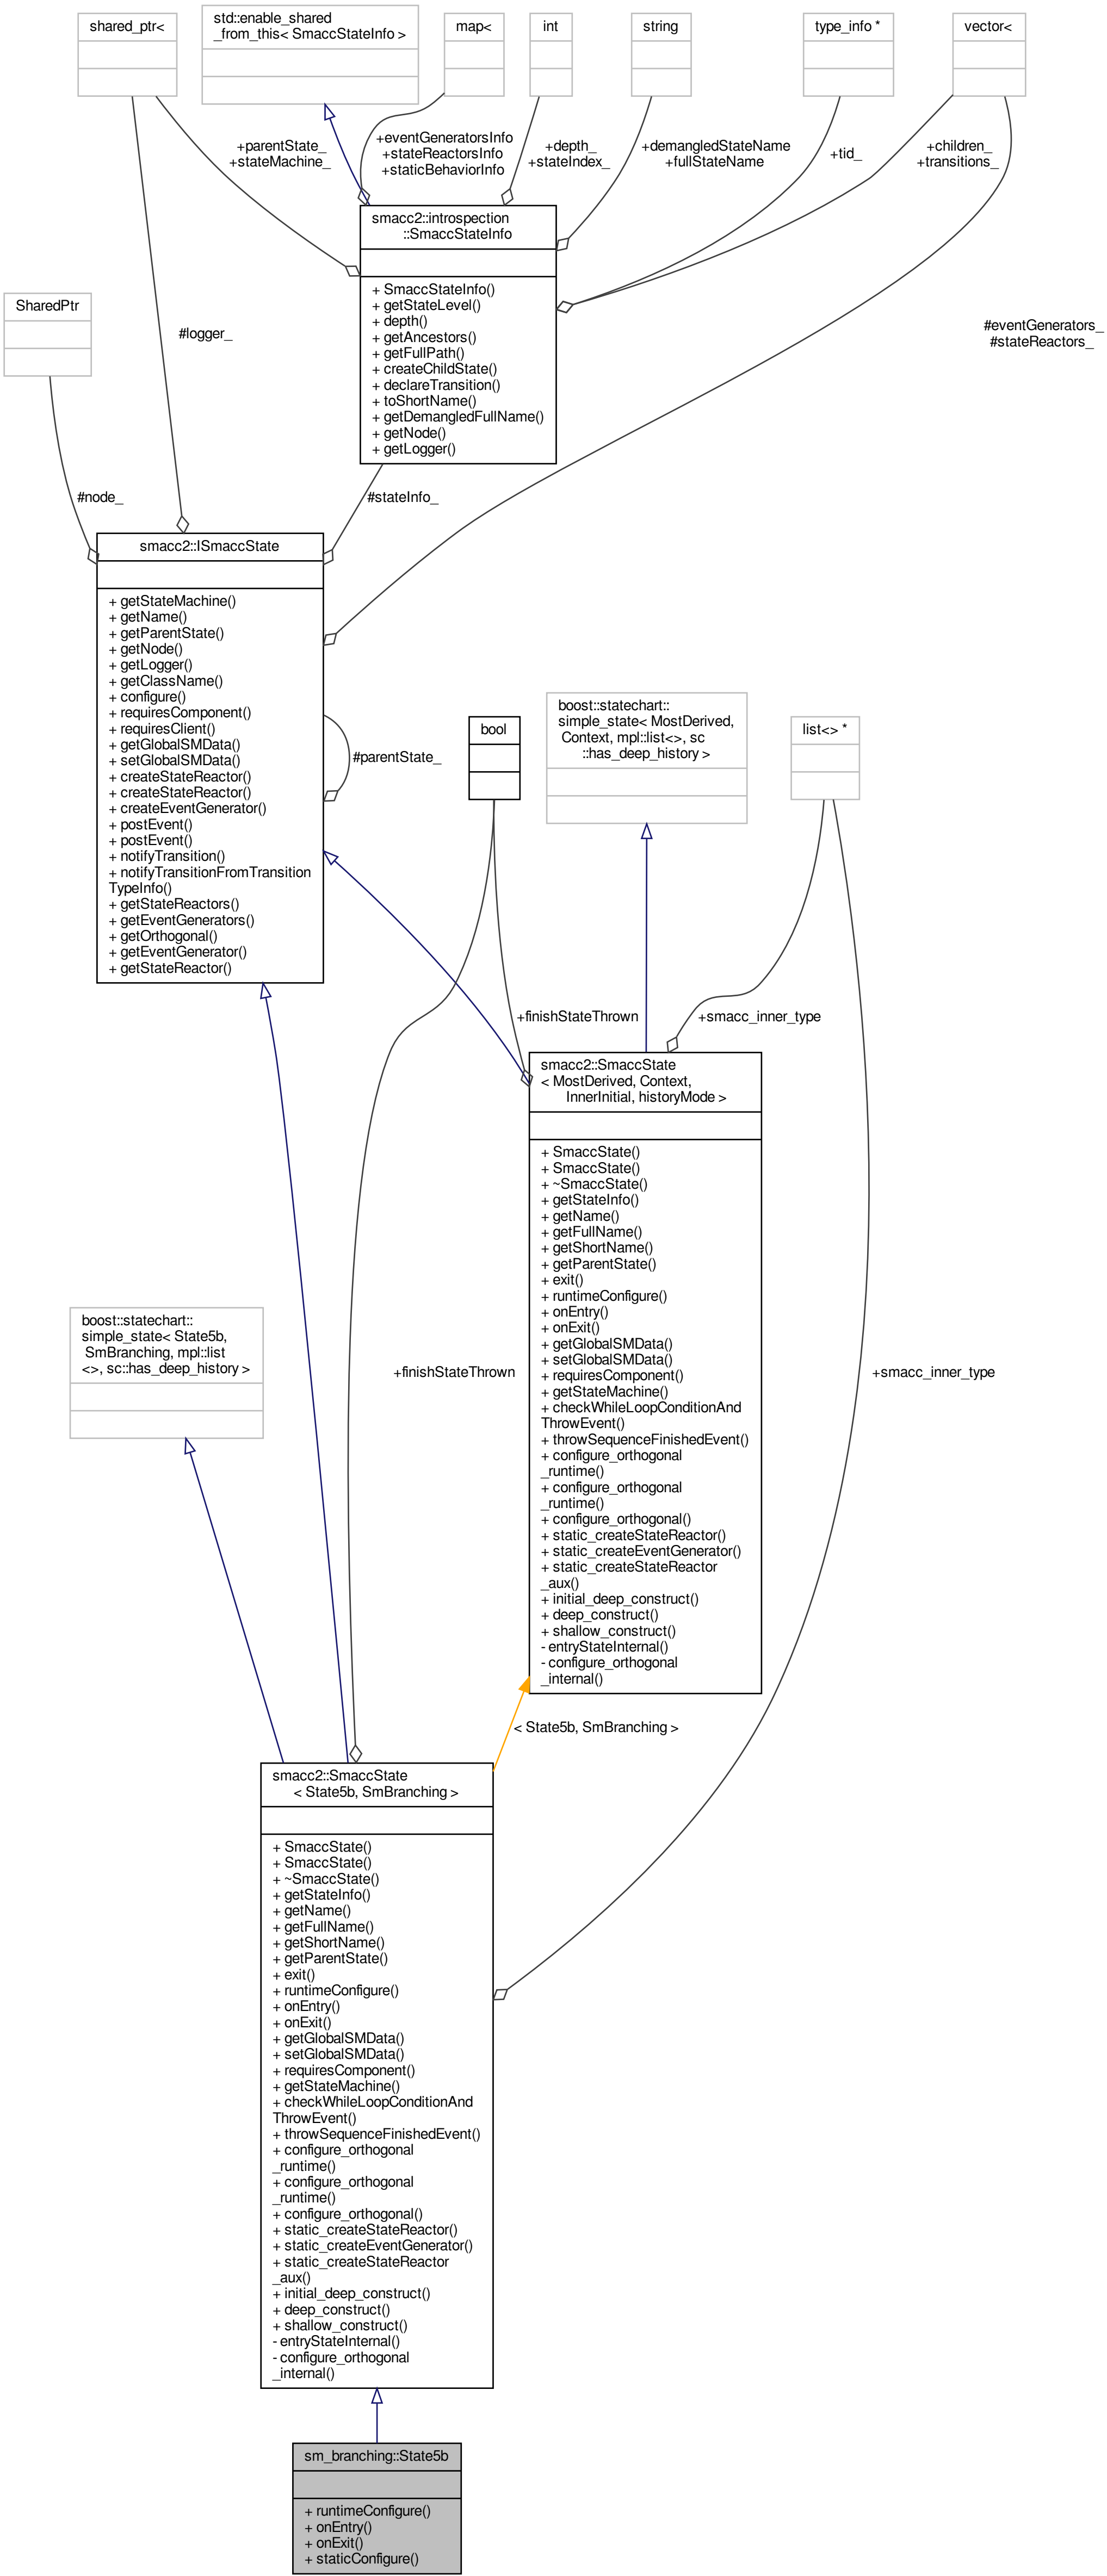 shared_ptr<
std::enable_shared
_from_this< SmaccStateInfo >
map<
int
string
type_info *
vector<
+parentState_
+stateMachine_
+eventGeneratorsInfo
+stateReactorsInfo
+staticBehaviorInfo
+depth_
+stateIndex_
+demangledStateName
+fullStateName
+tid_
+children_
+transitions_
smacc2::introspection
::SmaccStateInfo
+ SmaccStateInfo()
+ getStateLevel()
+ depth()
+ getAncestors()
+ getFullPath()
+ createChildState()
+ declareTransition()
+ toShortName()
+ getDemangledFullName()
+ getNode()
+ getLogger()
SharedPtr
#logger_
#eventGenerators_
#stateReactors_
#node_
#stateInfo_
smacc2::ISmaccState
+ getStateMachine()
+ getName()
+ getParentState()
+ getNode()
+ getLogger()
+ getClassName()
+ configure()
+ requiresComponent()
+ requiresClient()
+ getGlobalSMData()
+ setGlobalSMData()
+ createStateReactor()
+ createStateReactor()
+ createEventGenerator()
+ postEvent()
+ postEvent()
+ notifyTransition()
+ notifyTransitionFromTransition
TypeInfo()
+ getStateReactors()
+ getEventGenerators()
+ getOrthogonal()
+ getEventGenerator()
+ getStateReactor()
#parentState_
bool
boost::statechart::
simple_state< MostDerived,
Context, mpl::list<>, sc
::has_deep_history >
list<> *
+finishStateThrown
+smacc_inner_type
smacc2::SmaccState
< MostDerived, Context,
InnerInitial, historyMode >
+ SmaccState()
+ SmaccState()
+ ~SmaccState()
+ getStateInfo()
+ getName()
+ getFullName()
+ getShortName()
+ getParentState()
+ exit()
+ runtimeConfigure()
+ onEntry()
+ onExit()
+ getGlobalSMData()
+ setGlobalSMData()
+ requiresComponent()
+ getStateMachine()
+ checkWhileLoopConditionAnd
ThrowEvent()
+ throwSequenceFinishedEvent()
+ configure_orthogonal
_runtime()
+ configure_orthogonal
_runtime()
+ configure_orthogonal()
+ static_createStateReactor()
+ static_createEventGenerator()
+ static_createStateReactor
_aux()
+ initial_deep_construct()
+ deep_construct()
+ shallow_construct()
- entryStateInternal()
- configure_orthogonal
_internal()
boost::statechart::
simple_state< State5b,
SmBranching, mpl::list
<>, sc::has_deep_history >
+finishStateThrown
+smacc_inner_type
< State5b, SmBranching >
smacc2::SmaccState
< State5b, SmBranching >
+ SmaccState()
+ SmaccState()
+ ~SmaccState()
+ getStateInfo()
+ getName()
+ getFullName()
+ getShortName()
+ getParentState()
+ exit()
+ runtimeConfigure()
+ onEntry()
+ onExit()
+ getGlobalSMData()
+ setGlobalSMData()
+ requiresComponent()
+ getStateMachine()
+ checkWhileLoopConditionAnd
ThrowEvent()
+ throwSequenceFinishedEvent()
+ configure_orthogonal
_runtime()
+ configure_orthogonal
_runtime()
+ configure_orthogonal()
+ static_createStateReactor()
+ static_createEventGenerator()
+ static_createStateReactor
_aux()
+ initial_deep_construct()
+ deep_construct()
+ shallow_construct()
- entryStateInternal()
- configure_orthogonal
_internal()
sm_branching::State5b
+ runtimeConfigure()
+ onEntry()
+ onExit()
+ staticConfigure()